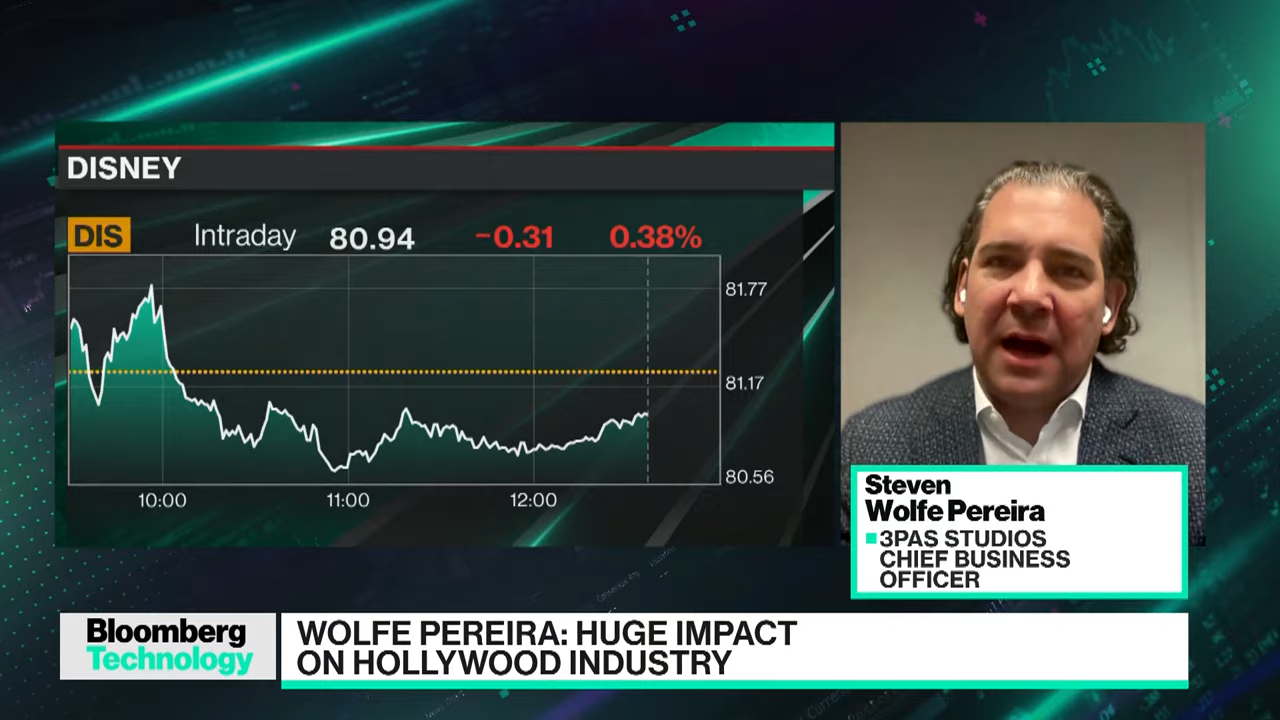 DISNEY
DIS Intraday 80.94 -0.31 0.38%
81.77
81.17
80.56
10:00 11:00 12:00
Steven
Wolfe Pereira
3PAS STUDIOS
CHIEF BUSINESS
OFFICER
Bloomberg
Technology
WOLFE PEREIRA: HUGE IMPACT
ON HOLLYWOOD INDUSTRY